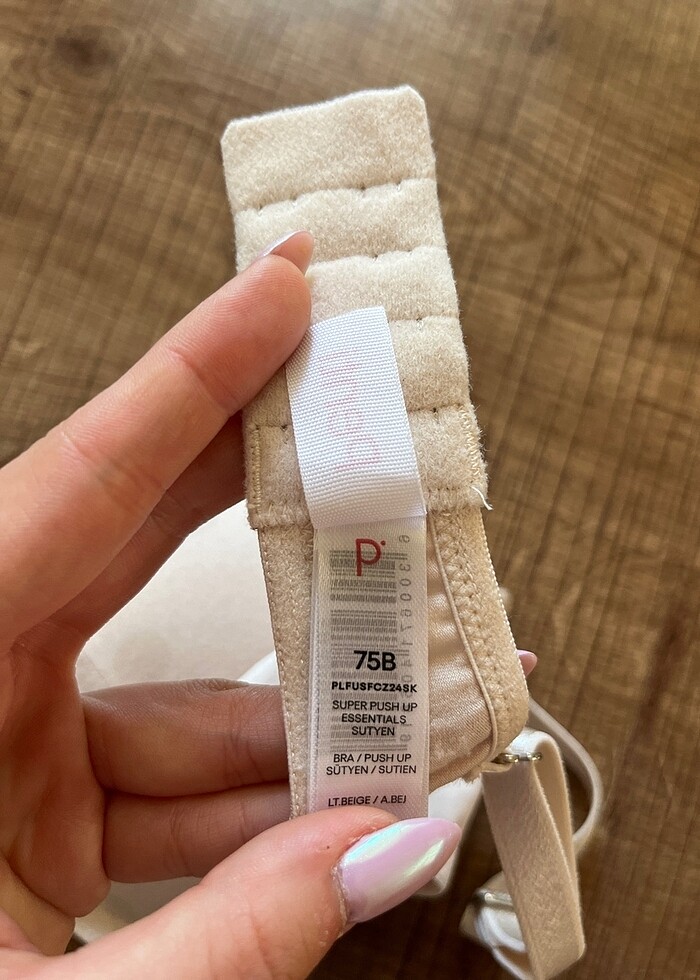 P
75B
PLFUSFCZ24SK
SUPER PUSH UP
ESSENTIALS
SUTYEN
BRA / PUSH UP
SÜTYEN / SUTIEN
LT.BEIGE / A.BEJ